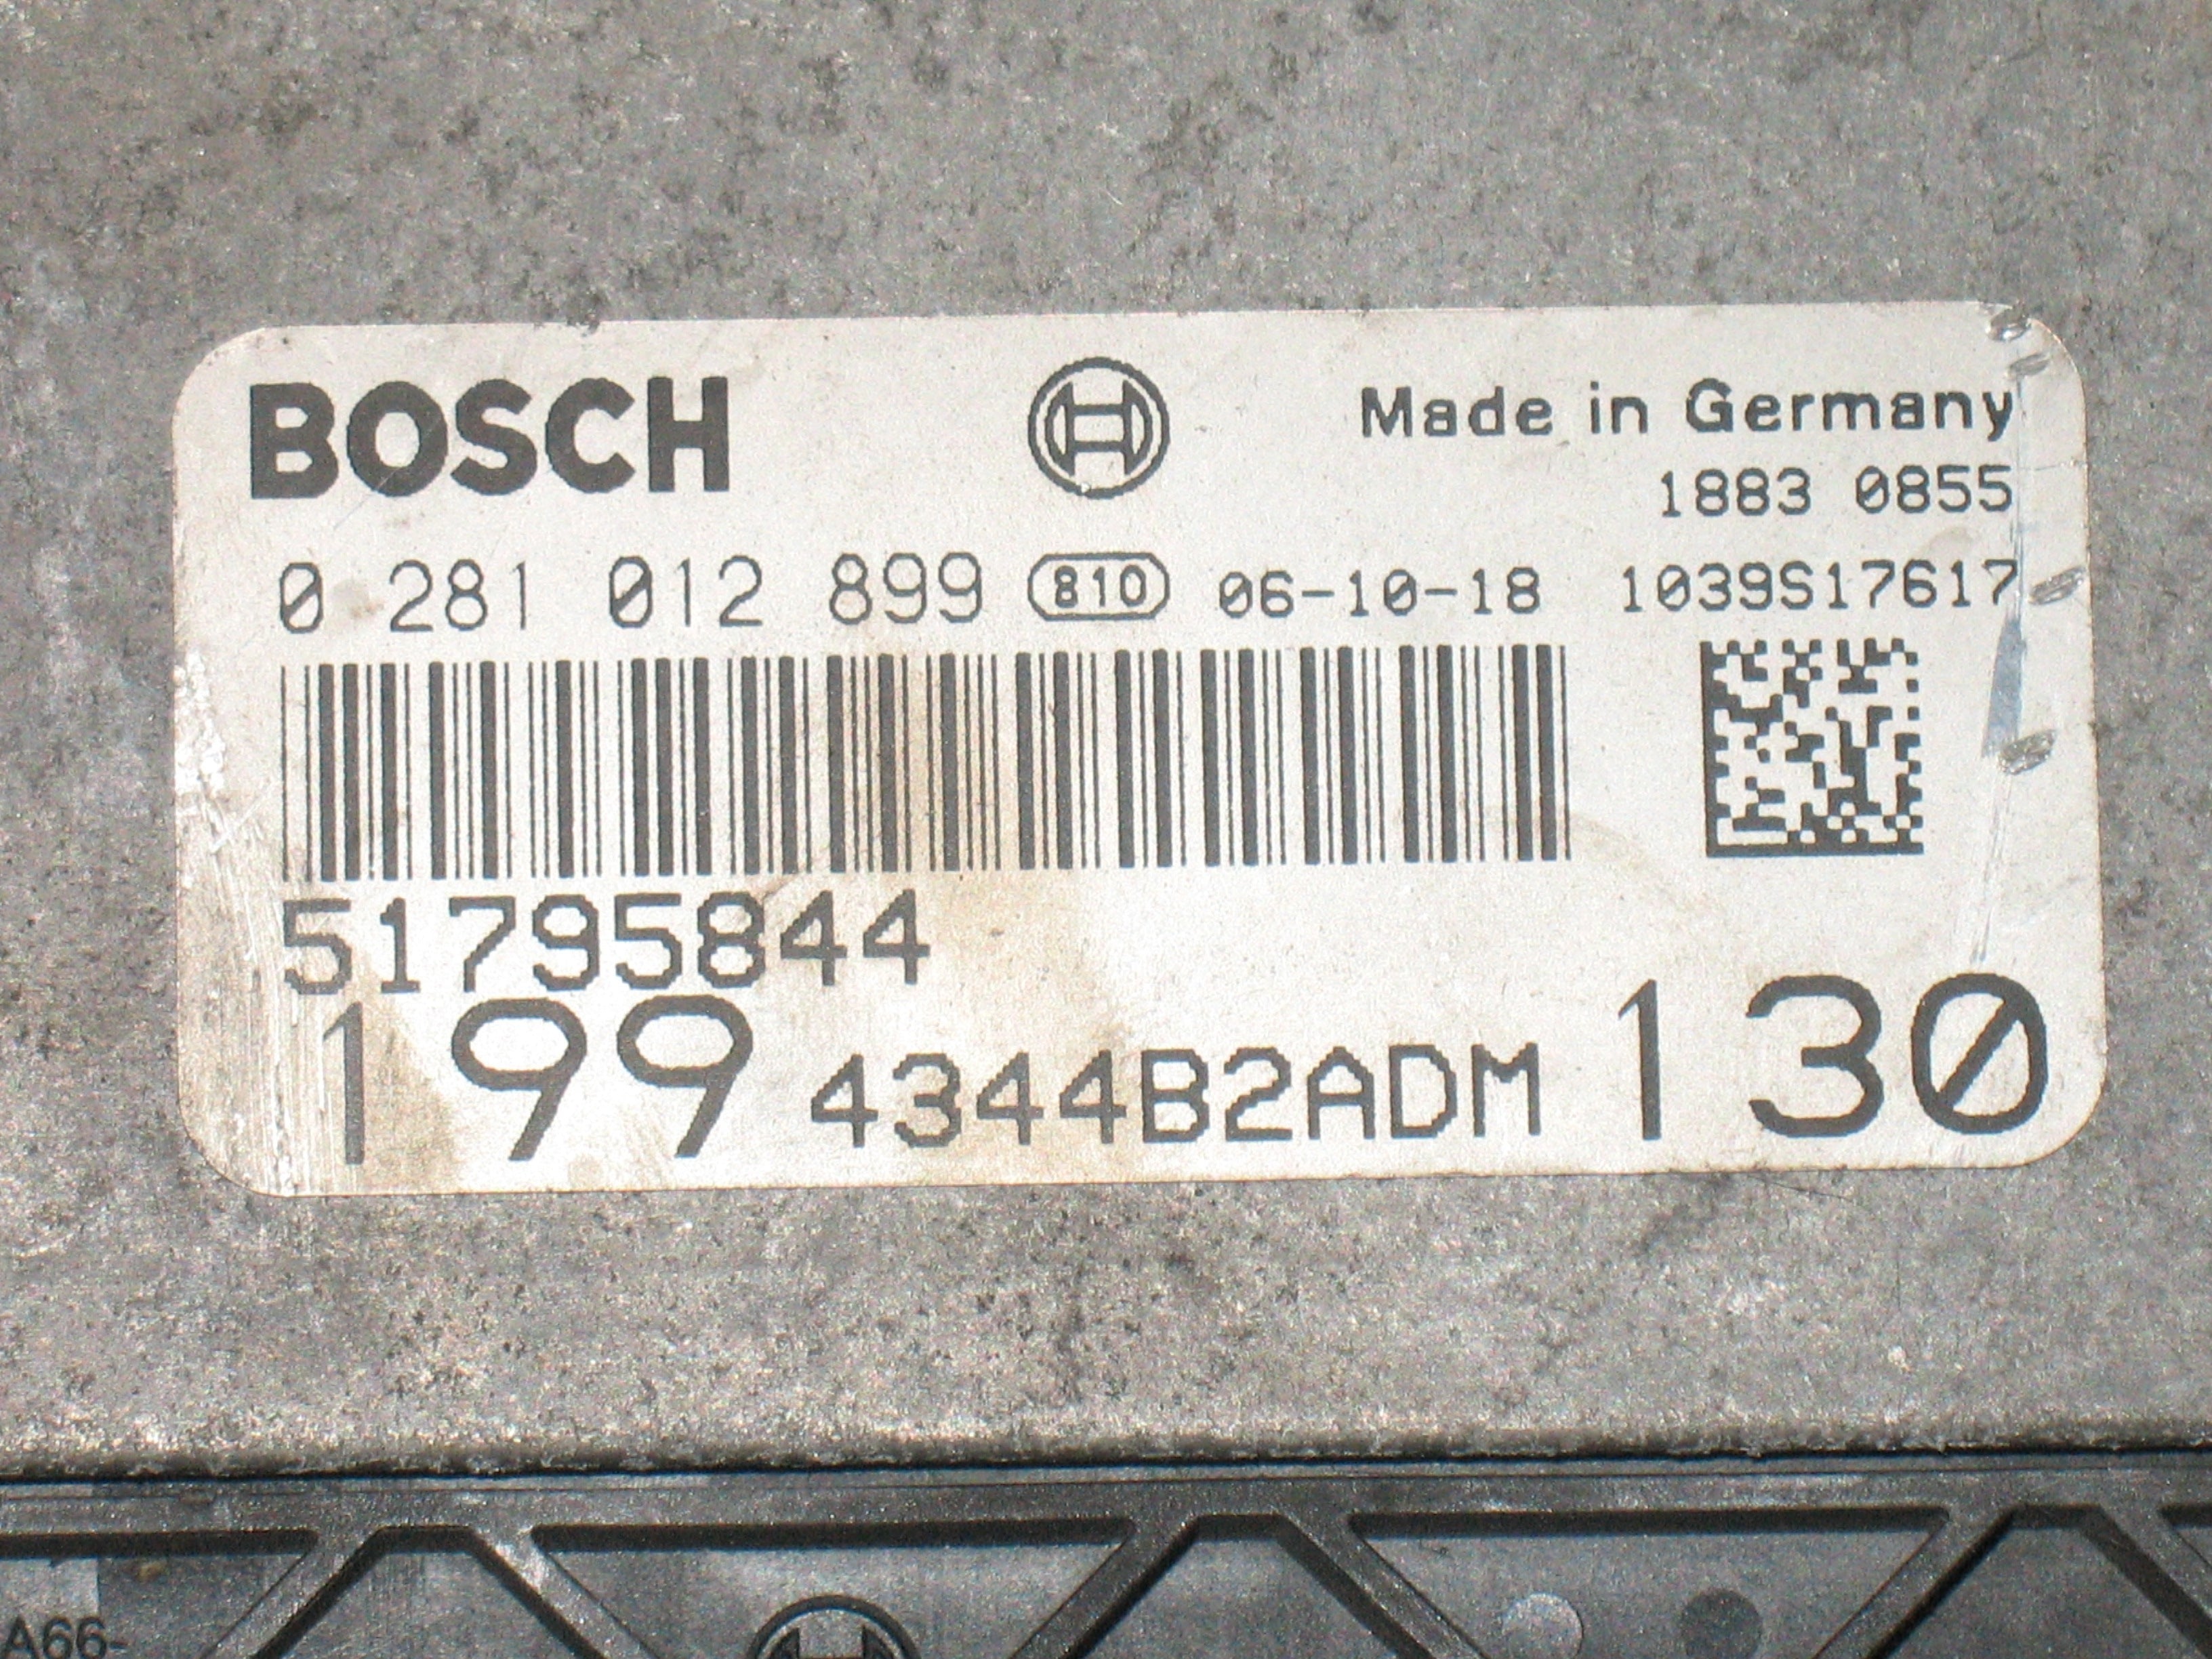 BOSCH Made in Germany
1883 0855
0 281 012 899 810 06-10-18 1039S17617
51795844
199 4344B2ADM 130
A66-